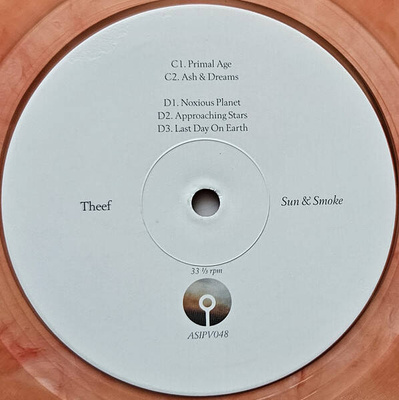 C1. Primal Age
C2. Ash & Dreams
D1. Noxious Planet
D2. Approaching Stars
D3. Last Day On Earth
Theef
Sun & Smoke
33 ⅓ rpm
ASIPV048